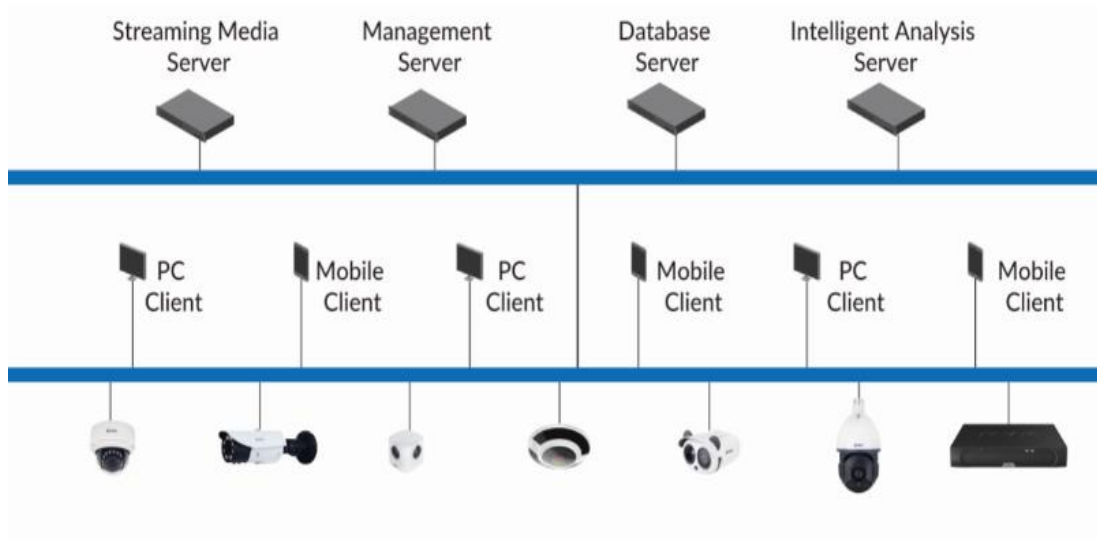 Streaming Media
Server
Management
Server
Database
Server
Intelligent Analysis
Server
PC
Client
Mobile
Client
PC
Client
Mobile
Client
PC
Client
Mobile
Client